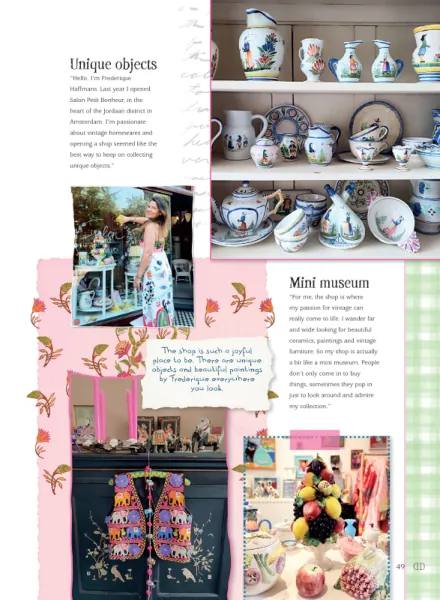 Unique objects
"Hello, I'm Frederique
Haffmans. Last year I opened
Salon Petit Bonheur, in the
heart of the Jordaan district in
Amsterdam. I'm passionate
about vintage homewares and
opening a shop seemed like the
best way to keep on collecting
unique objects."
Mini museum
"For me, the shop is where
my passion for vintage can
really come to life. I wander far
and wide looking for beautiful
ceramics, paintings and vintage
furniture. So my shop is actually
a bit like a mini museum. People
don't only come in to buy
things, sometimes they pop in
just to look around and admire
my collection."
The shop is such a joyful
place to be. There are unique
objects and beautiful paintings
by Frederique everywhere
you look.
49